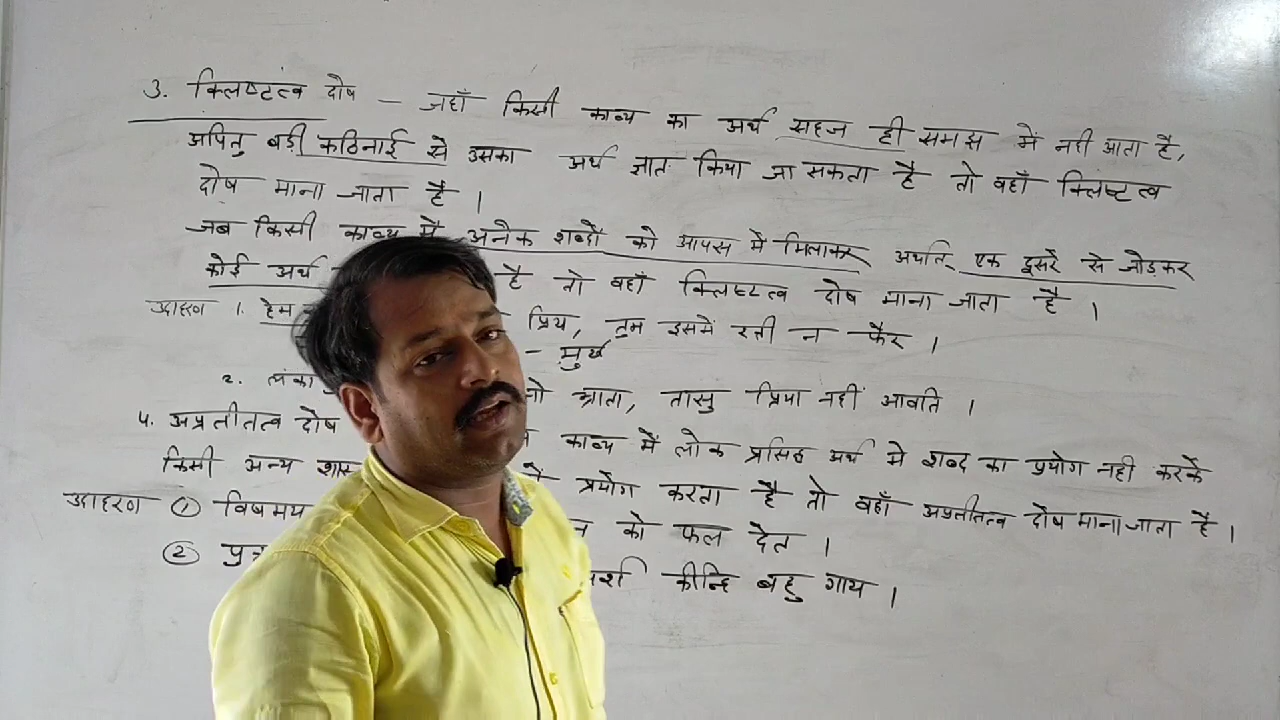 3. क्लिष्टत्व दोष – जहाँ किसी काव्य का अर्थ सहज ही समझ में नही आता है,
अपितु बड़ी कठिनाई से उसका अर्थ ज्ञात किया जा सकता है तो वहाँ क्लिष्टत्व
दोष माना जाता है ।
जब किसी काव्य में अनेक शब्दों को आपस में मिलाकर अर्थात् एक दूसरे से जोडकर
कोई अर्थ है तो वहाँ क्लिष्टत्व दोष माना जाता है ।
उदाहरण 1. हेम प्रिय, तुम इसमें रत्ती न फैर ।
– मुर्ख
2. लंका भ्राता, तासु प्रिया नहीं आवति ।
4. अप्रतीतत्व दोष काव्य में लोक प्रसिद्ध अर्थ मे शब्द का प्रयोग नही करके
किसी अन्य प्रयोग करता है तो वहाँ अप्रतीतत्व दोष माना जाता है ।
उदाहरण ① विषमय को फल देत ।
② कीन्हि बहु गाय ।